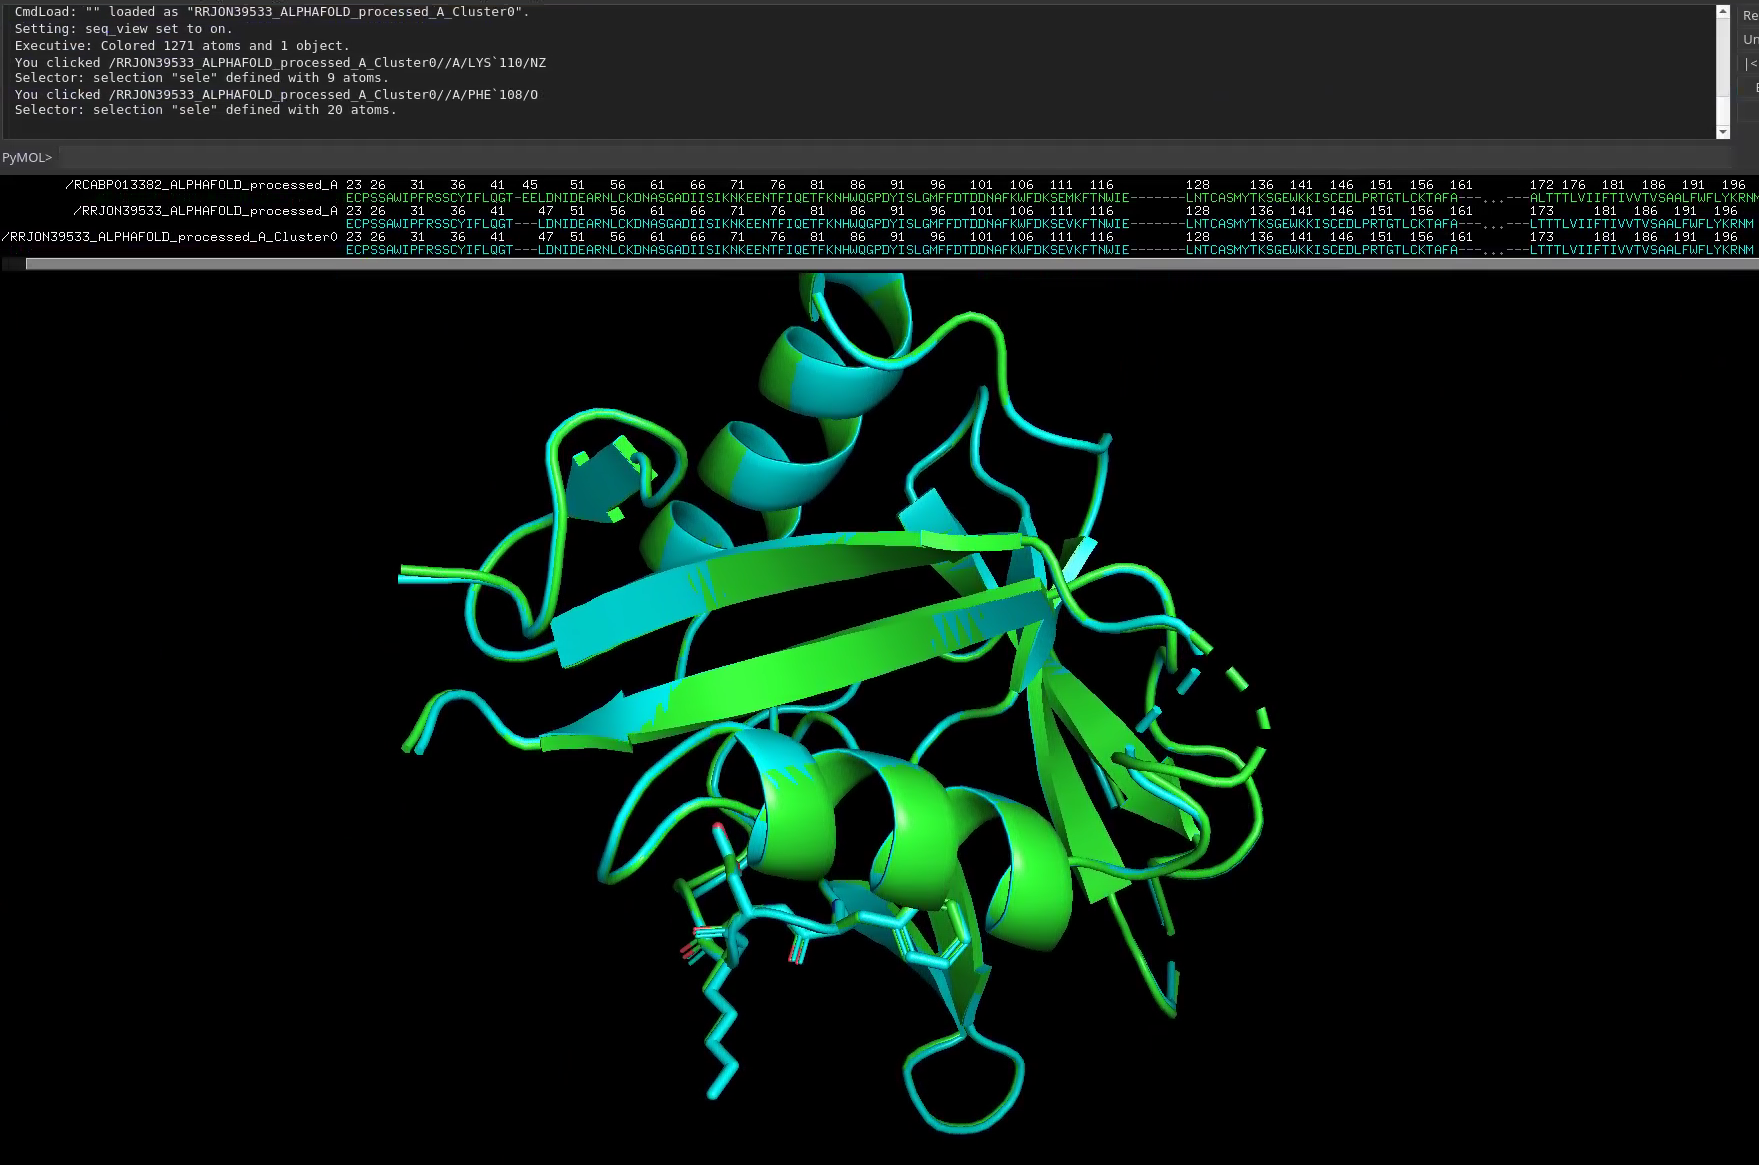 CmdLoad: "" loaded as "RRJON39533_ALPHAFOLD_processed_A_Cluster0".
Setting: seq_view set to on.
Executive: Colored 1271 atoms and 1 object.
You clicked /RRJON39533_ALPHAFOLD_processed_A_Cluster0//A/LYS`110/NZ
Selector: selection "sele" defined with 9 atoms.
You clicked /RRJON39533_ALPHAFOLD_processed_A_Cluster0//A/PHE`108/O
Selector: selection "sele" defined with 20 atoms.
Re
Un
|<
PyMOL>
/RCABP013382_ALPHAFOLD_processed_A 23 26 31 36 41 45 51 56 61 66 71 76 81 86 91 96 101 106 111 116 128 136 141 146 151 156 161 172 176 181 186 191 196
ECPSSAWIPFRSSCYIFLQGT-EELDNIDEARNLCKDNASGADIISIKNKEENTFIQETFKNHWQGPDYISLGMFFDTDDNAFKWFDKSEMKFTNWIE-------LNTCASMYTKSGEWKKISCEDLPRTGTLCKTAFA---...---ALTTTLVIIFTIVVTVSAALFWFLYKRNM
/RRJON39533_ALPHAFOLD_processed_A 23 26 31 36 41 47 51 56 61 66 71 76 81 86 91 96 101 106 111 116 128 136 141 146 151 156 161 173 181 186 191 196
ECPSSAWIPFRSSCYIFLQGT---LDNIDEARNLCKDNASGADIISIKNKEENTFIQETFKNHWQGPDYISLGMFFDTDDNAFKWFDKSEVKFTNWIE-------LNTCASMYTKSGEWKKISCEDLPRTGTLCKTAFA---...---LTTTLVIIFTIVVTVSAALFWFLYKRNM
/RRJON39533_ALPHAFOLD_processed_A_Cluster0 23 26 31 36 41 47 51 56 61 66 71 76 81 86 91 96 101 106 111 116 128 136 141 146 151 156 161 173 181 186 191 196
ECPSSAWIPFRSSCYIFLQGT---LDNIDEARNLCKDNASGADIISIKNKEENTFIQETFKNHWQGPDYISLGMFFDTDDNAFKWFDKSEVKFTNWIE-------LNTCASMYTKSGEWKKISCEDLPRTGTLCKTAFA---...---LTTTLVIIFTIVVTVSAALFWFLYKRNM